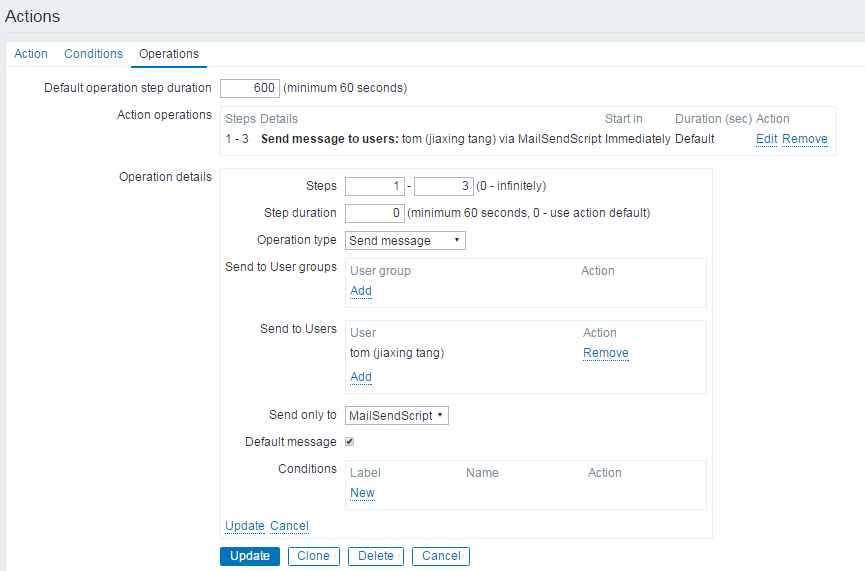 Actions
Action Conditions Operations
Default operation step duration 600 (minimum 60 seconds)
Action operations Steps Details Start in Duration (sec) Action
1 - 3 Send message to users: tom (jiaxing tang) via MailSendScript Immediately Default Edit Remove
Operation details
Steps 1 - 3 (0 - infinitely)
Step duration 0 (minimum 60 seconds, 0 - use action default)
Operation type Send message
Send to User groups User group Action
Add
Send to Users User Action
tom (jiaxing tang) Remove
Add
Send only to MailSendScript
Default message
Conditions Label Name Action
New
Update Cancel
Update Clone Delete Cancel